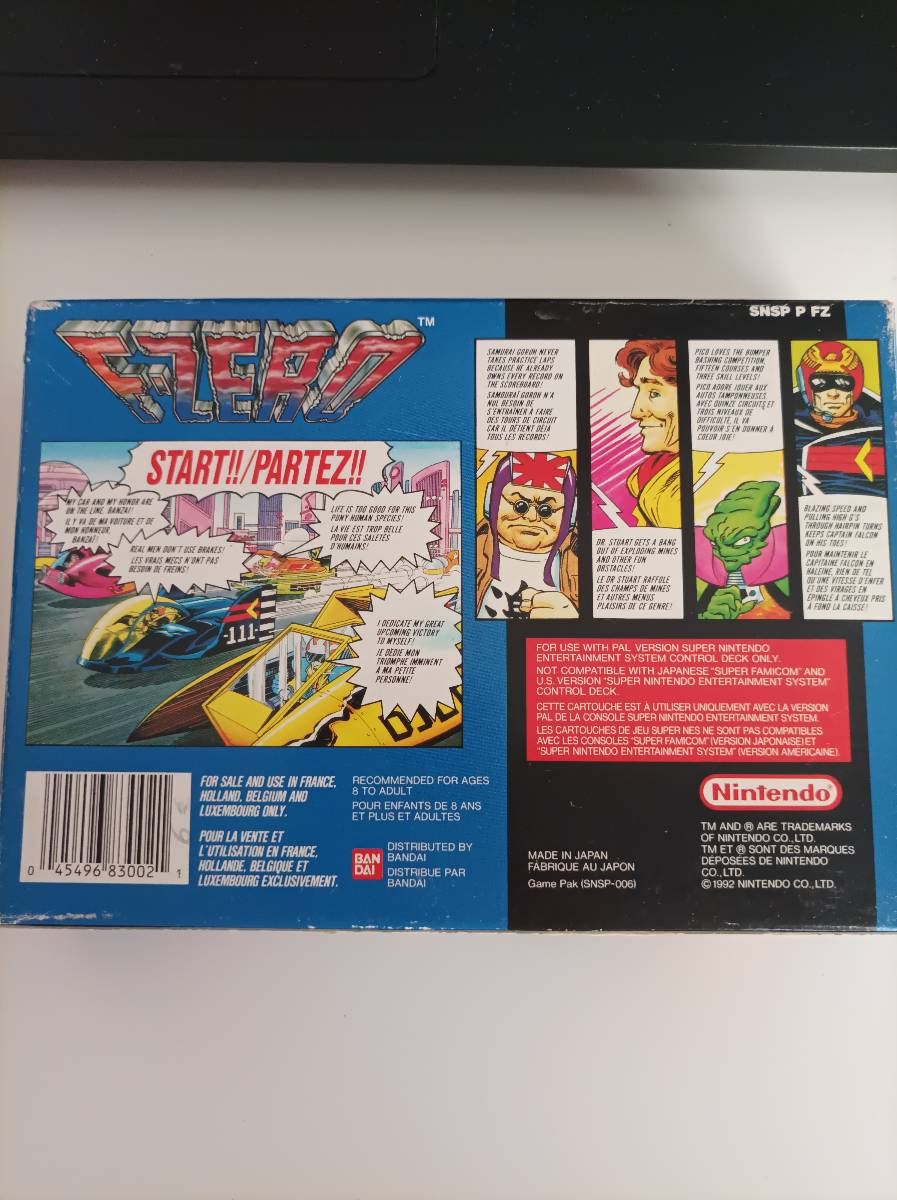 F-ZERO™
START!!/PARTEZ!!
MY CAR AND MY HONOR ARE
ON THE LINE. BANZAI!
IL Y VA DE MA VOITURE ET DE
MON HONNEUR,
BANZAI!
REAL MEN DON'T USE BRAKES!
LES VRAIS MECS N'ONT PAS
BESOIN DE FREINS!
LIFE IS TOO GOOD FOR THIS
PUNY HUMAN SPECIES!
LA VIE EST TROP BELLE
POUR CES SALETÉS
D'HUMAINS!
I DEDICATE MY GREAT
UPCOMING VICTORY
TO MYSELF!
JE DÉDIE MON
TRIOMPHE IMMINENT
À MA PETITE
PERSONNE!
111
SNSP P FZ
SAMURAI GOROH NEVER
TAKES PRACTICE LAPS
BECAUSE HE ALREADY
OWNS EVERY RECORD ON
THE SCOREBOARD!
SAMOURAÏ GOROH N'A
NUL BESOIN DE
S'ENTRAÎNER À FAIRE
DES TOURS DE CIRCUIT
CAR IL DÉTIENT DÉJÀ
TOUS LES RECORDS!
DR. STUART GETS A BANG
OUT OF EXPLODING MINES
AND OTHER FUN
OBSTACLES!
LE DR STUART RAFFOLE
DES CHAMPS DE MINES
ET AUTRES MENUS
PLAISIRS DE CE GENRE!
PICO LOVES THE BUMPER
BASHING COMPETITION,
FIFTEEN COURSES AND
THREE SKILL LEVELS!
PICO ADORE JOUER AUX
AUTOS TAMPONNEUSES
AVEC QUINZE CIRCUITS ET
TROIS NIVEAUX DE
DIFFICULTÉ, IL VA
POUVOIR S'EN DONNER À
COEUR JOIE!
BLAZING SPEED AND
PULLING HIGH G'S
THROUGH HAIRPIN TURNS
KEEPS CAPTAIN FALCON
ON HIS TOES!
POUR MAINTENIR LE
CAPITAINE FALCON EN
HALEINE, RIEN DE TEL
QU'UNE VITESSE D'ENFER
ET DES VIRAGES EN
ÉPINGLE À CHEVEUX PRIS
À FOND LA CAISSE!
FOR USE WITH PAL VERSION SUPER NINTENDO
ENTERTAINMENT SYSTEM CONTROL DECK ONLY.
NOT COMPATIBLE WITH JAPANESE "SUPER FAMICOM" AND
U.S. VERSION "SUPER NINTENDO ENTERTAINMENT SYSTEM"
CONTROL DECK.
CETTE CARTOUCHE EST À UTILISER UNIQUEMENT AVEC LA VERSION
PAL DE LA CONSOLE SUPER NINTENDO ENTERTAINMENT SYSTEM.
LES CARTOUCHES DE JEU SUPER NES NE SONT PAS COMPATIBLES
AVEC LES CONSOLES "SUPER FAMICOM" (VERSION JAPONAISE) ET
"SUPER NINTENDO ENTERTAINMENT SYSTEM" (VERSION AMERICAINE).
0 45496 83002 1
FOR SALE AND USE IN FRANCE,
HOLLAND, BELGIUM AND
LUXEMBOURG ONLY.
POUR LA VENTE ET
L'UTILISATION EN FRANCE,
HOLLANDE, BELGIQUE ET
LUXEMBOURG EXCLUSIVEMENT.
RECOMMENDED FOR AGES
8 TO ADULT
POUR ENFANTS DE 8 ANS
ET PLUS ET ADULTES
BAN
DAI
DISTRIBUTED BY
BANDAI
DISTRIBUE PAR
BANDAI
MADE IN JAPAN
FABRIQUE AU JAPON
Game Pak (SNSP-006)
Nintendo®
TM AND ® ARE TRADEMARKS
OF NINTENDO CO., LTD.
TM ET ® SONT DES MARQUES
DÉPOSÉES DE NINTENDO
CO., LTD.
© 1992 NINTENDO CO., LTD.